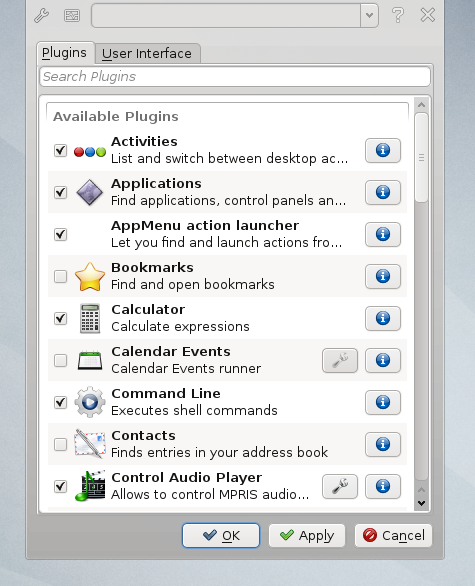 Plugins
User Interface
Search Plugins
Available Plugins
Activities
List and switch between desktop ac...
Applications
Find applications, control panels an...
AppMenu action launcher
Let you find and launch actions fro...
Bookmarks
Find and open bookmarks
Calculator
Calculate expressions
Calendar Events
Calendar Events runner
Command Line
Executes shell commands
Contacts
Finds entries in your address book
Control Audio Player
Allows to control MPRIS audio...
OK
Apply
Cancel